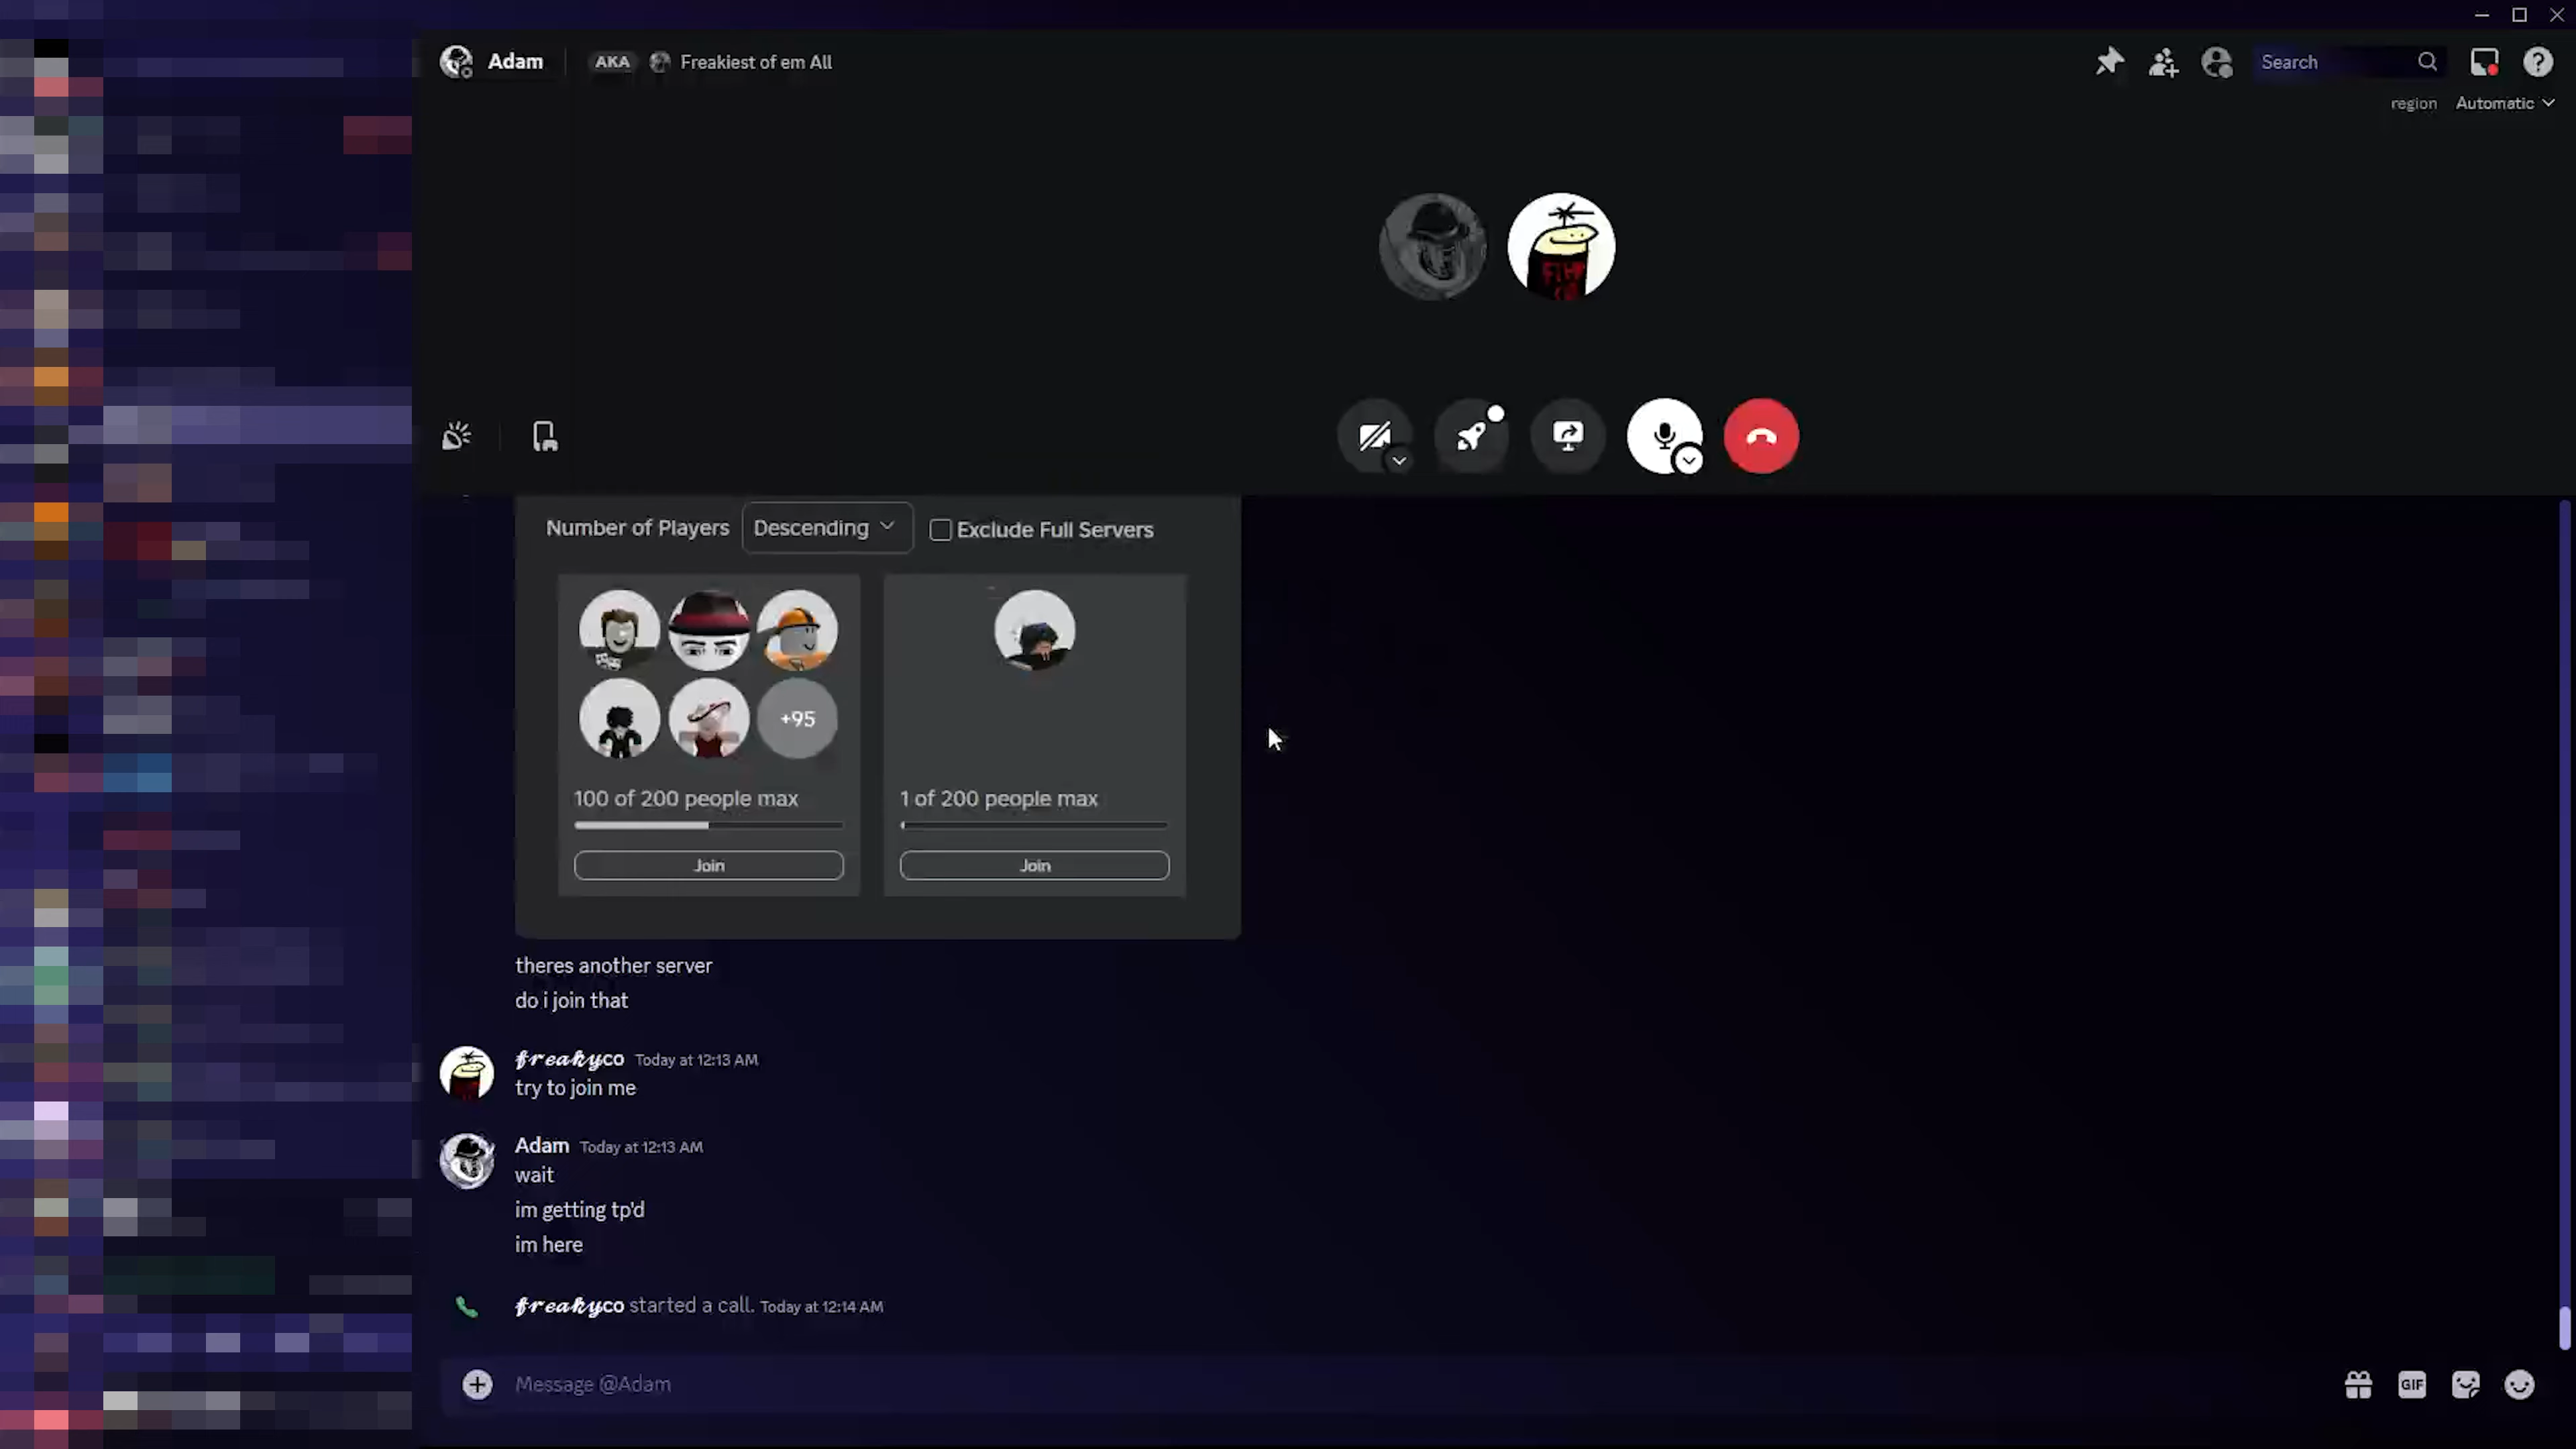 Adam
AKA Freakiest of em All
Search
region Automatic
Number of Players Descending Exclude Full Servers
+95
100 of 200 people max
1 of 200 people max
Join
Join
theres another server
do i join that
𝓯𝓻𝓮𝓪𝓴𝔂co Today at 12:13 AM
try to join me
Adam Today at 12:13 AM
wait
im getting tp'd
im here
𝓯𝓻𝓮𝓪𝓴𝔂co started a call. Today at 12:14 AM
Message @Adam
GIF